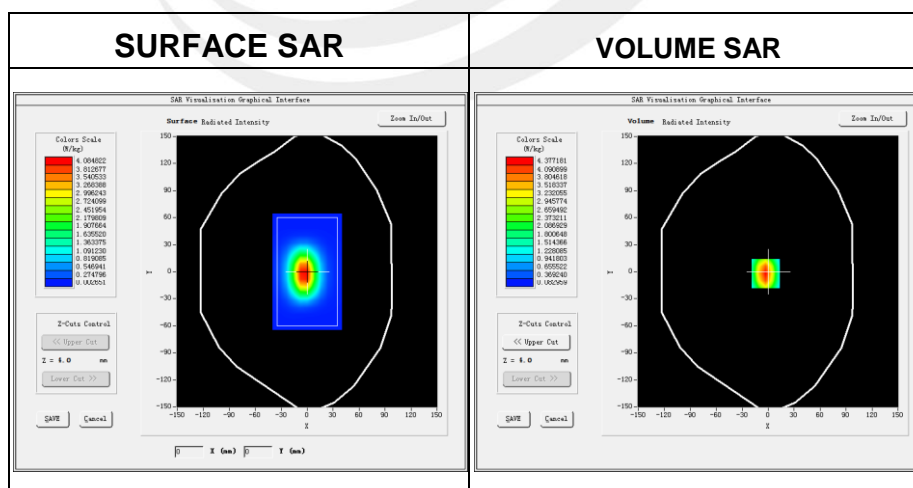 SURFACE SAR
VOLUME SAR
SAR Visualisation Graphical Interface
Surface Radiated Intensity
Zoom In/Out
Colors Scale
(W/kg)
4.084822
3.812677
3.540533
3.268388
2.996243
2.724099
2.451954
2.179809
1.907664
1.635520
1.363375
1.091230
0.819085
0.546941
0.274796
0.002651
150
120
90
60
30
0
-30
-60
-90
-120
-150
Y
-150 -120 -90 -60 -30 0 30 60 90 120 150
X
Z-Cuts Control
<< Upper Cut
Lower Cut >>
SAVE
Cancel
0 X (mm) 0 Y (mm)
SAR Visualisation Graphical Interface
Volume Radiated Intensity
Zoom In/Out
Colors Scale
(W/kg)
4.377181
4.090899
3.804618
3.518337
3.232055
2.945774
2.659492
2.373211
2.086929
1.800648
1.514366
1.228085
0.941803
0.655522
0.369240
0.082959
150
120
90
60
30
0
-30
-60
-90
-120
-150
Y
-150 -120 -90 -60 -30 0 30 60 90 120 150
X
Z-Cuts Control
<< Upper Cut
Lower Cut >>
SAVE
Cancel